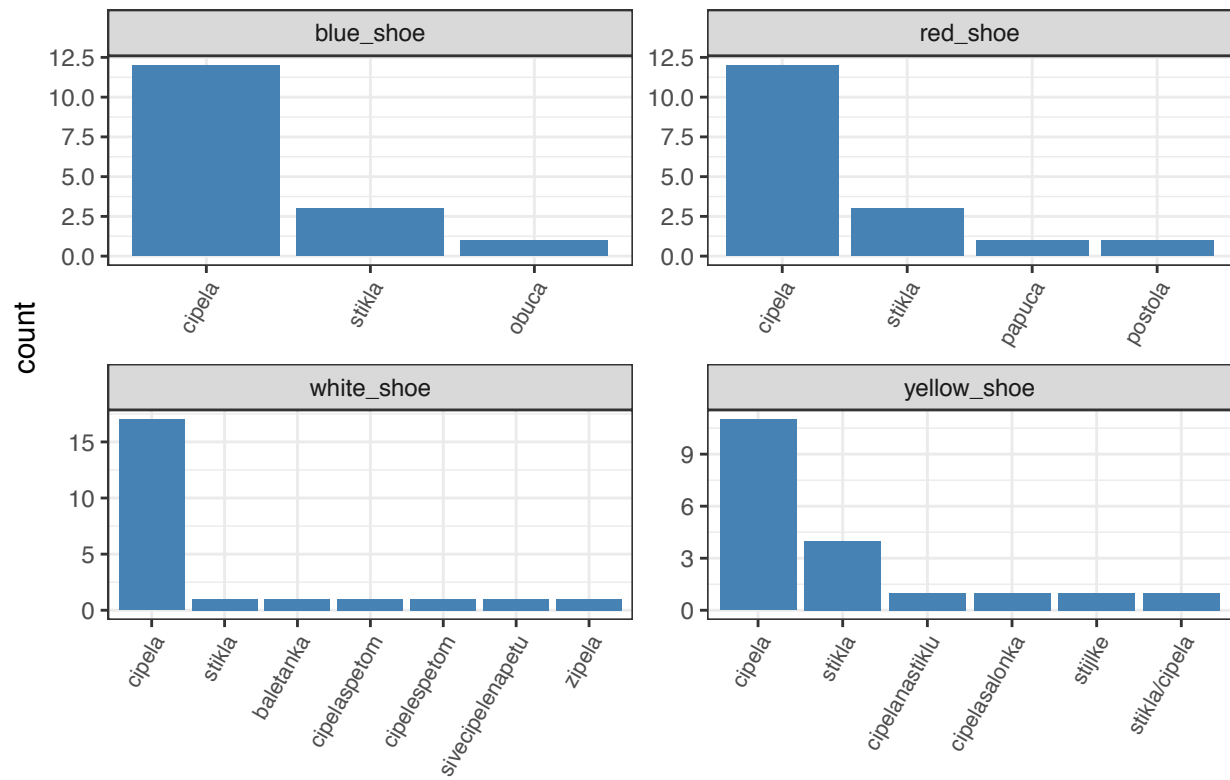 blue_shoe
12.5
10.0
7.5
5.0
2.5
0.0
cipela
stikla
obuca
red_shoe
12.5
10.0
7.5
5.0
2.5
0.0
cipela
stikla
papuca
postola
count
white_shoe
15
10
5
0
cipela
stikla
baletanka
cipelaspetom
cipelespetom
sivecipelenapetu
zipela
yellow_shoe
9
6
3
0
cipela
stikla
cipelanastiklu
cipelasalonka
stijlke
stikla/cipela